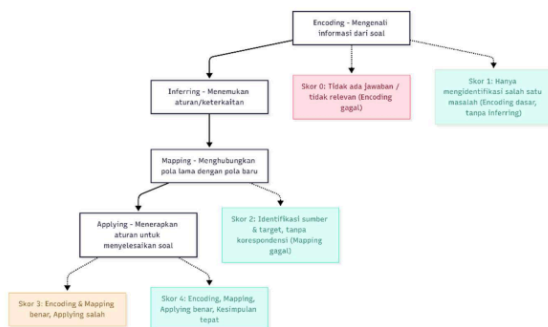 Encoding - Mengenali
informasi dari soal
Inferring - Menemukan
aturan/keterkaitan
Skor 0: Tidak ada jawaban /
tidak relevan (Encoding
gagal)
Skor 1: Hanya
mengidentifikasi salah satu
masalah (Encoding dasar,
tanpa Inferring)
Mapping - Menghubungkan
pola lama dengan pola baru
Applying - Menerapkan
aturan untuk
menyelesaikan soal
Skor 2: Identifikasi sumber
& target, tanpa
korespondensi (Mapping
gagal)
Skor 3: Encoding & Mapping
benar, Applying salah
Skor 4: Encoding, Mapping,
Applying benar, Kesimpulan
tepat